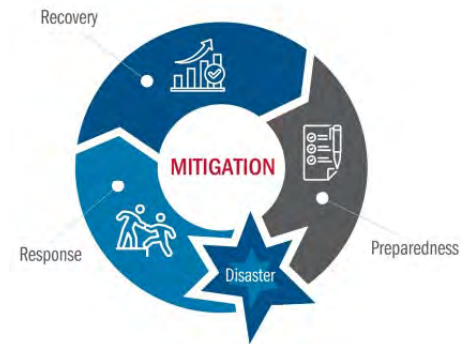 Recovery
MITIGATION
Preparedness
Response
Disaster